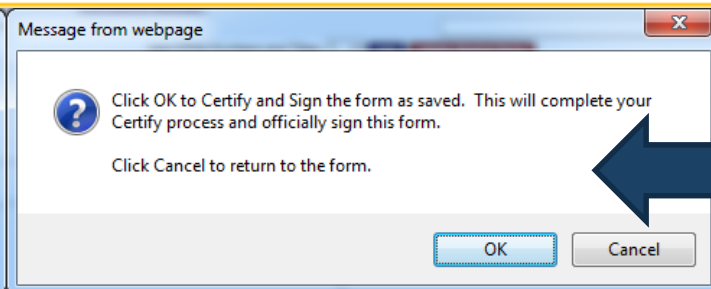 Message from webpage
Click OK to Certify and Sign the form as saved.  This will complete your
Certify process and officially sign this form.
Click Cancel to return to the form.
OK
Cancel